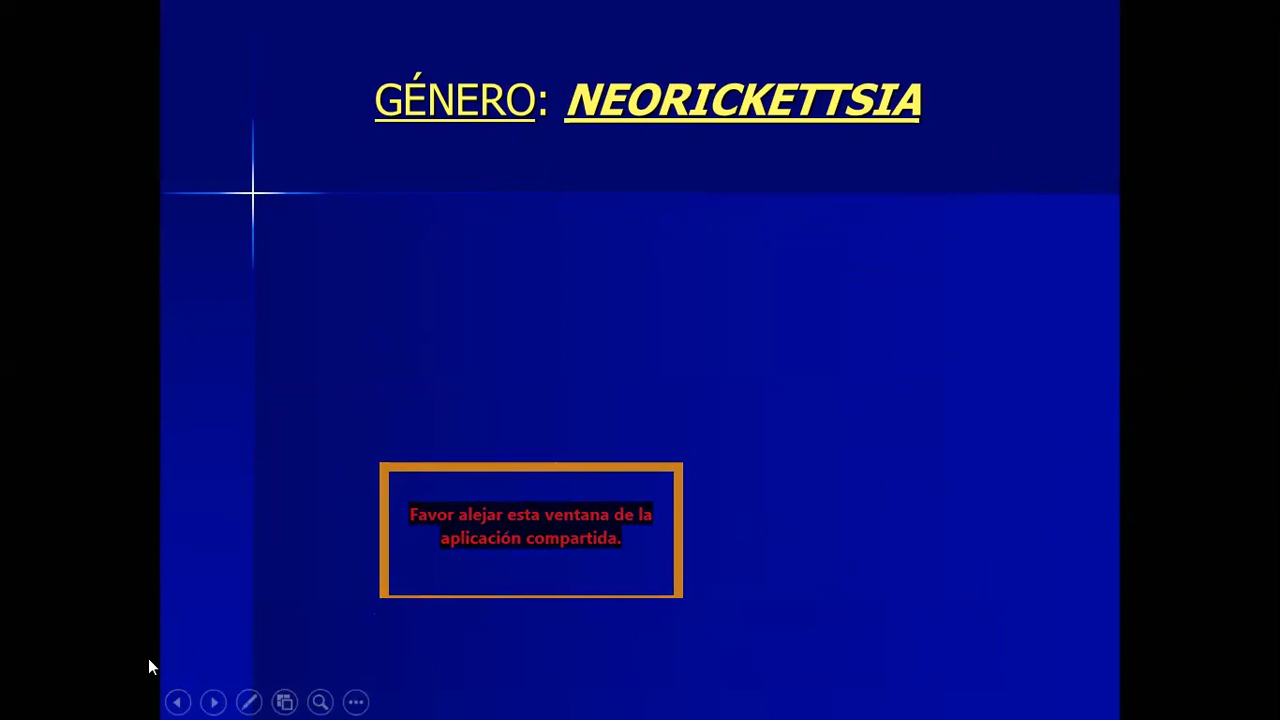 GÉNERO: NEORICKETTSIA
Favor alejar esta ventana de la
aplicación compartida.